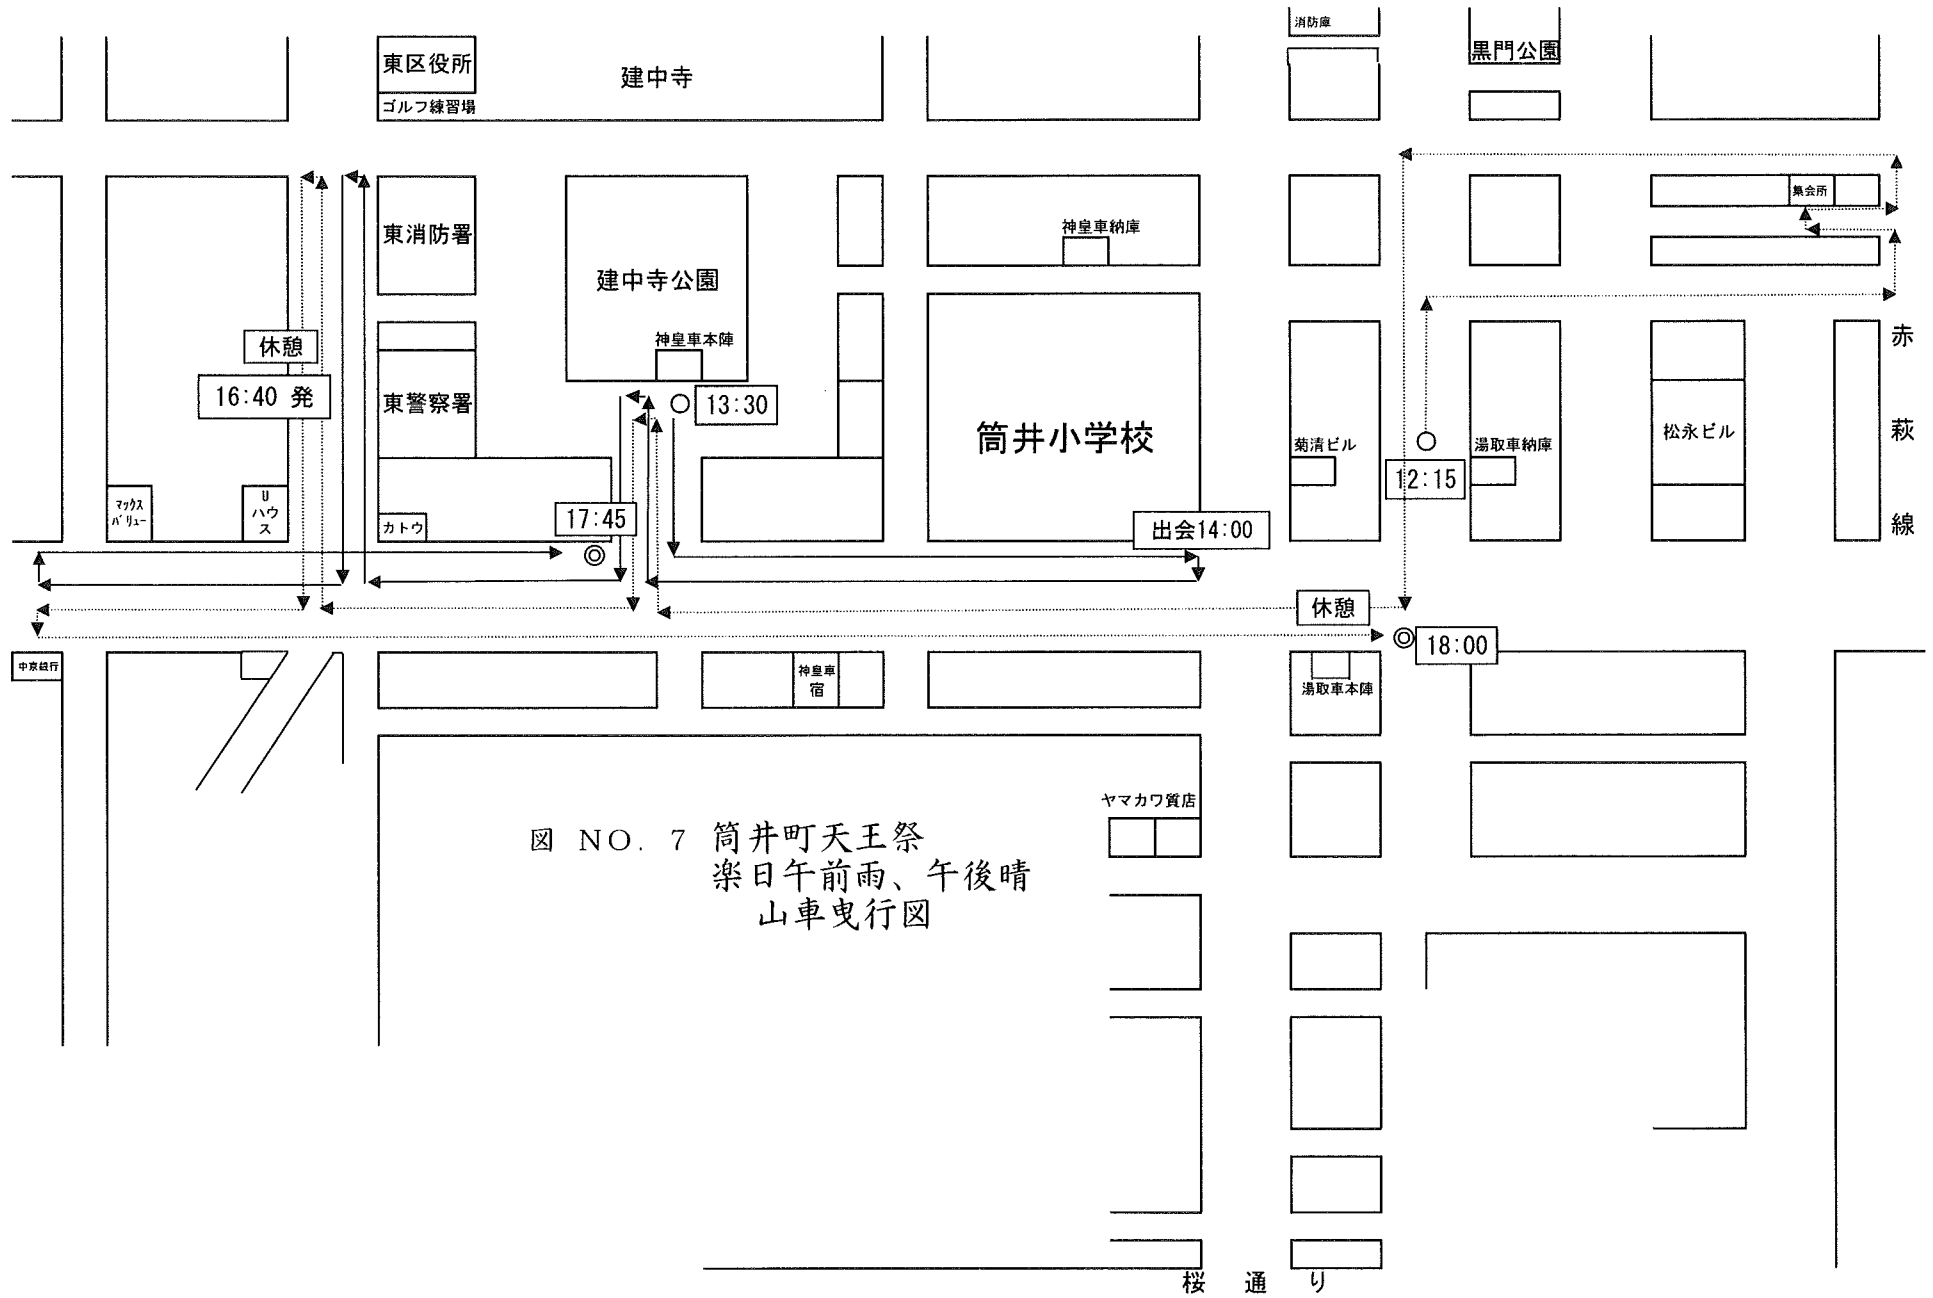 消防庫
黒門公園
東区役所
ゴルフ練習場
建中寺
集会所
東消防署
神皇車納庫
建中寺公園
赤萩線
休憩
神皇車本陣
16:40 発
東警察署
13:30
筒井小学校
菊清ビル
湯取車納庫
松永ビル
12:15
マックス
バリュー
U
ハウ
ス
カトウ
17:45
出会14:00
休憩
18:00
中京銀行
神皇車
宿
湯取車本陣
ヤマカワ質店
図 NO. 7 筒井町天王祭
楽日午前雨、午後晴
山車曳行図
桜通り